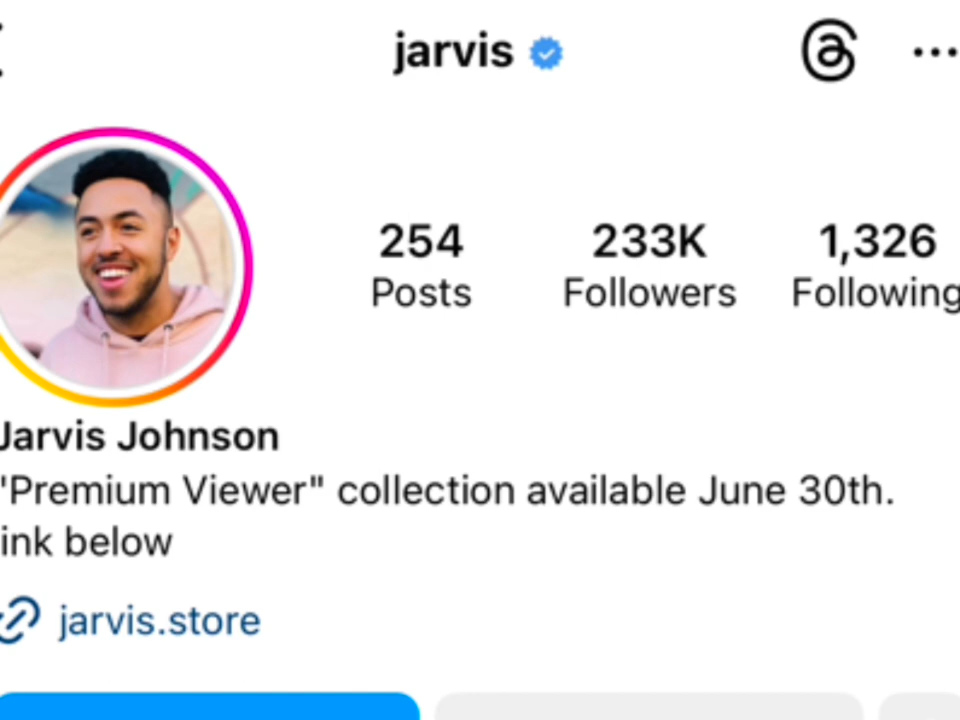 jarvis
254 233K 1,326
Posts Followers Following
Jarvis Johnson
"Premium Viewer" collection available June 30th.
ink below
jarvis.store